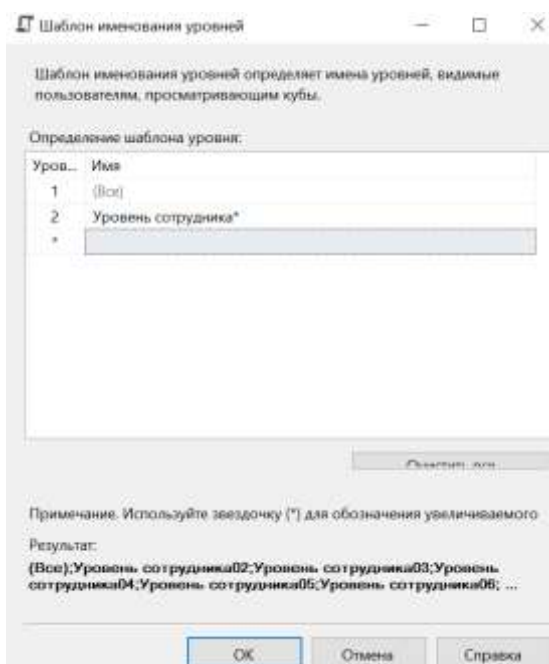 Шаблон именования уровней
Шаблон именования уровней определяет имена уровней, видимые
пользователям, просматривающим кубы.
Определение шаблона уровня:
Уров... Имя
1 (Все)
2 Уровень сотрудника*
*
Очистить все
Примечание. Используйте звездочку (*) для обозначения увеличиваемого
Результат:
(Все);Уровень сотрудника02;Уровень сотрудника03;Уровень
сотрудника04;Уровень сотрудника05;Уровень сотрудника06; ...
ОК Отмена Справка